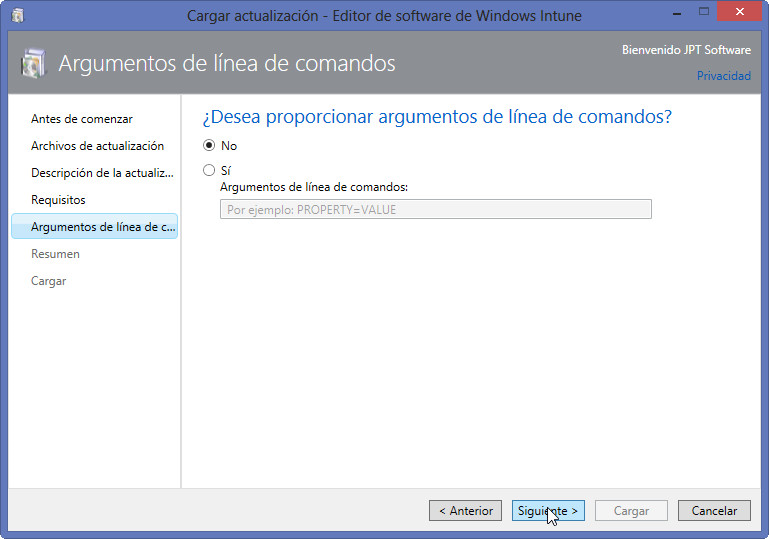 Cargar actualización - Editor de software de Windows Intune
Argumentos de línea de comandos
Bienvenido JPT Software
Privacidad
Antes de comenzar
Archivos de actualización
Descripción de la actualiz...
Requisitos
Argumentos de línea de c...
Resumen
Cargar
¿Desea proporcionar argumentos de línea de comandos?
No
Sí
Argumentos de línea de comandos:
Por ejemplo: PROPERTY=VALUE
< Anterior
Siguiente >
Cargar
Cancelar